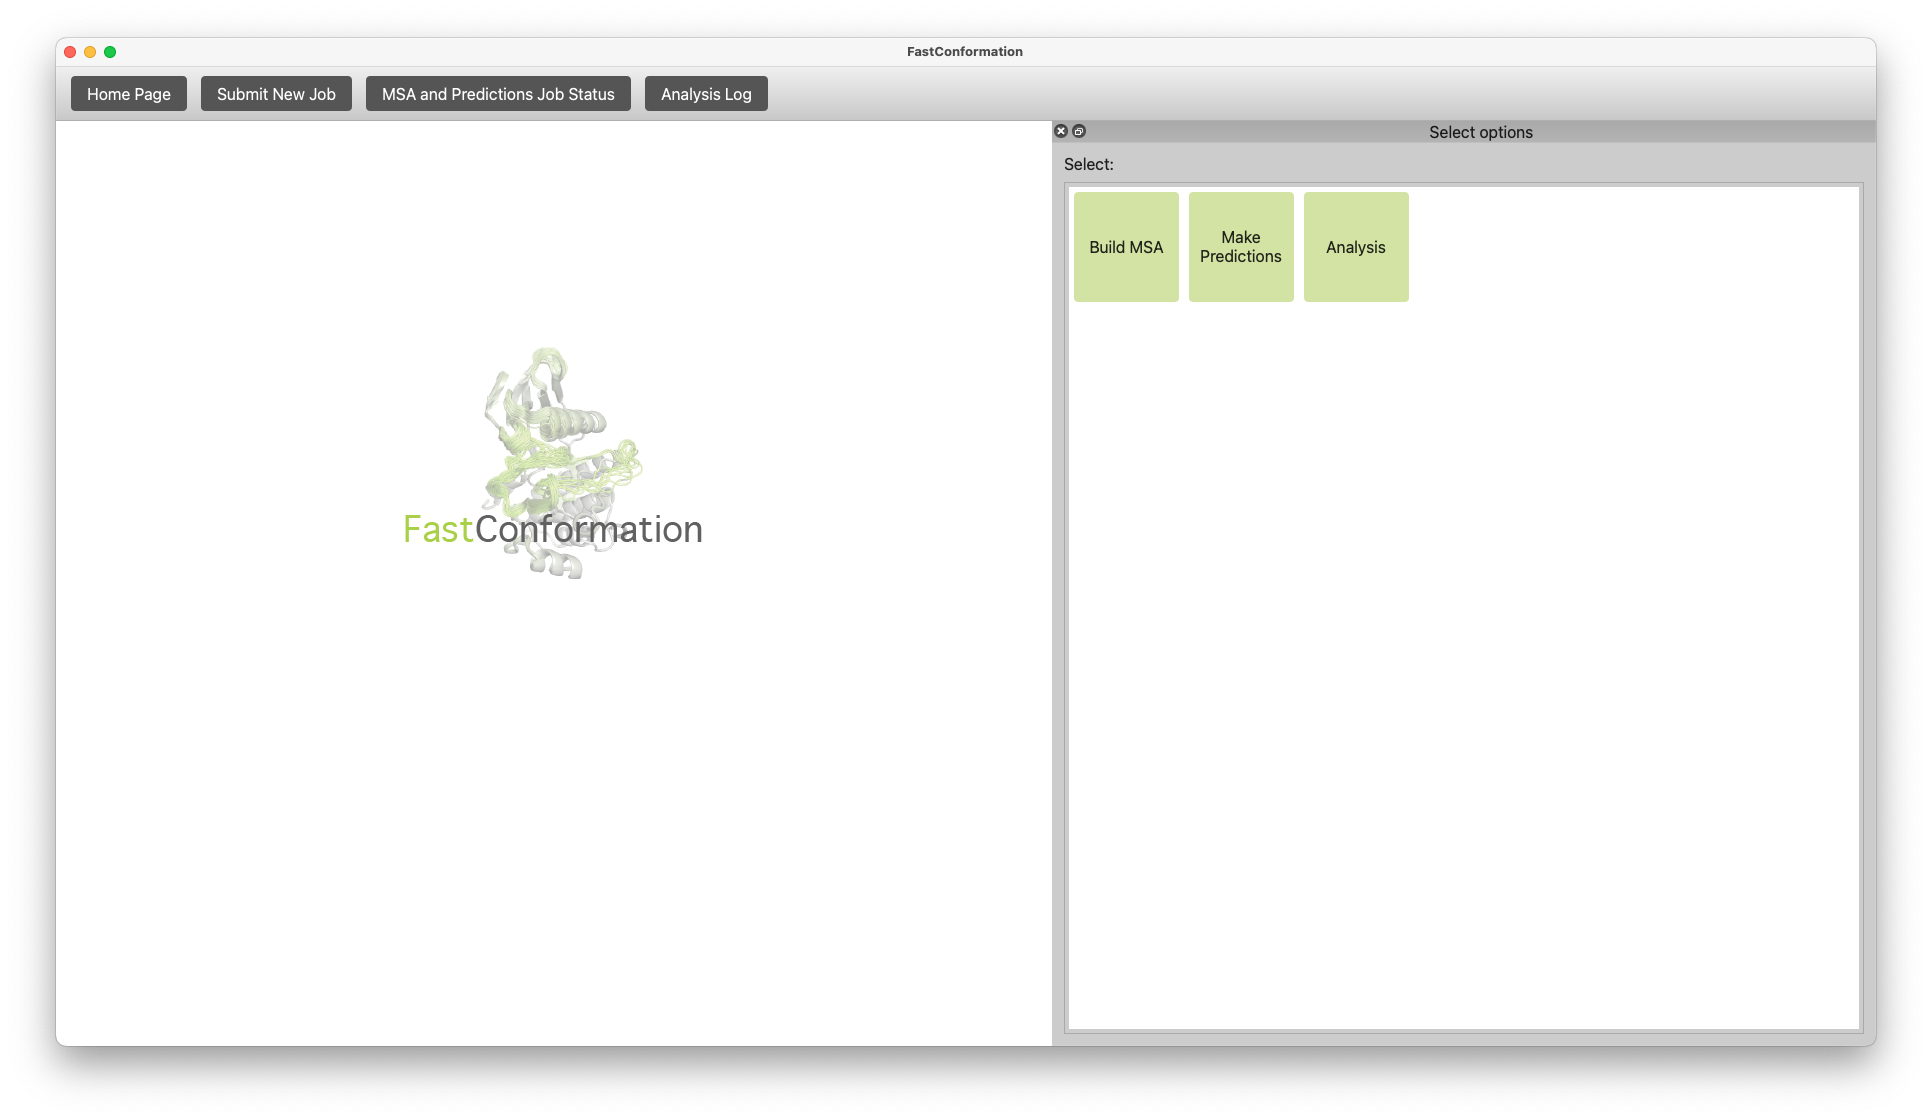 FastConformation
Home Page
Submit New Job
MSA and Predictions Job Status
Analysis Log
Select options
Select:
Build MSA
Make
Predictions
Analysis
FastConformation